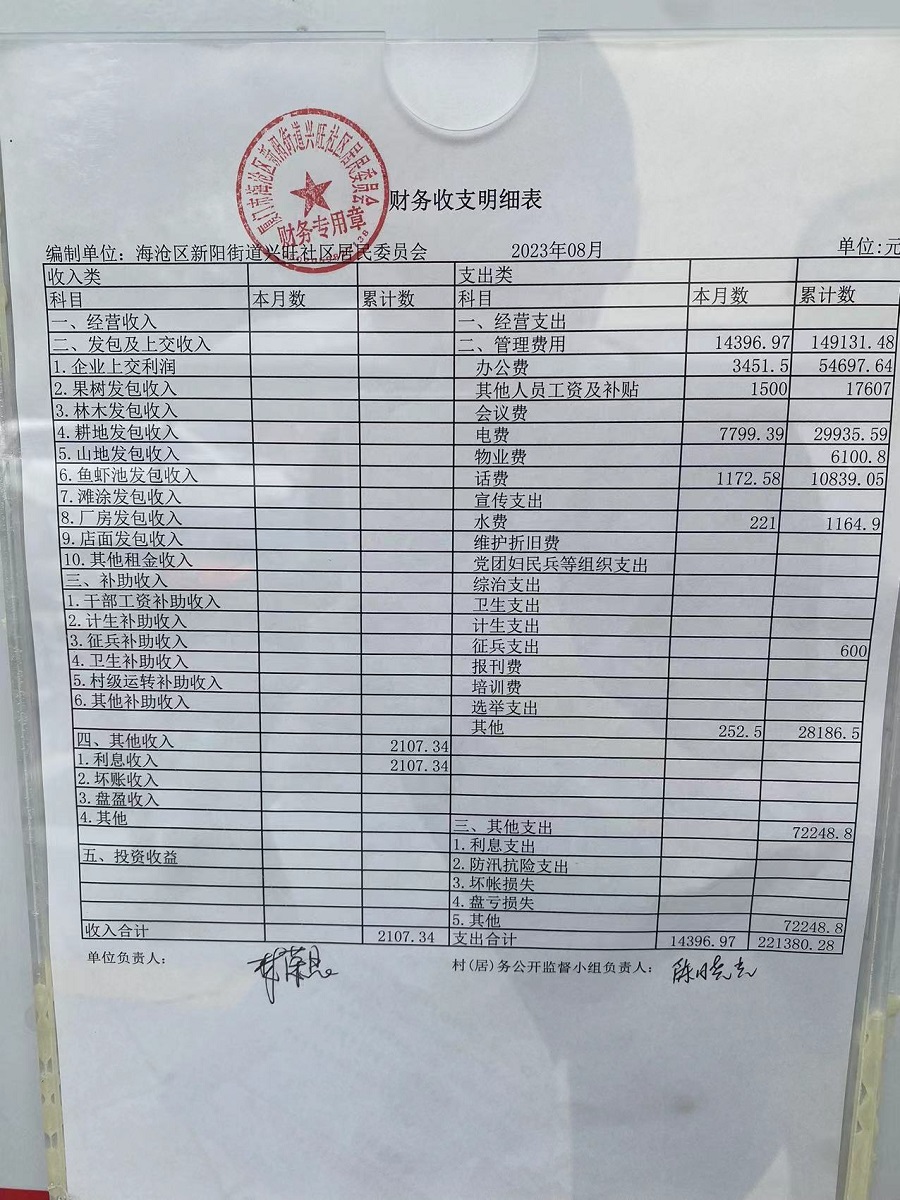 厦门市海沧区新阳街道兴旺社区居民委员会
财务专用章
财务收支明细表
编制单位：海沧区新阳街道兴旺社区居民委员会 2023年08月 单位:元
收入类 支出类
科目 本月数 累计数 科目 本月数 累计数
一、经营收入 一、经营支出
二、发包及上交收入 二、管理费用 14396.97 149131.48
1.企业上交利润 办公费 3451.5 54697.64
2.果树发包收入 其他人员工资及补贴 1500 17607
3.林木发包收入 会议费
4.耕地发包收入 电费 7799.39 29935.59
5.山地发包收入 物业费 6100.8
6.鱼虾池发包收入 话费 1172.58 10839.05
7.滩涂发包收入 宣传支出
8.厂房发包收入 水费 221 1164.9
9.店面发包收入 维护折旧费
10.其他租金收入 党团妇民兵等组织支出
三、补助收入 综治支出
1.干部工资补助收入 卫生支出
2.计生补助收入 计生支出
3.征兵补助收入 征兵支出 600
4.卫生补助收入 报刊费
5.村级运转补助收入 培训费
6.其他补助收入 选举支出
其他 252.5 28186.5
四、其他收入 2107.34
1.利息收入 2107.34
2.坏账收入
3.盘盈收入
4.其他 三、其他支出 72248.8
1.利息支出
五、投资收益 2.防汛抗险支出
3.坏帐损失
4.盘亏损失
5.其他 72248.8
收入合计 2107.34 支出合计 14396.97 221380.28
单位负责人： 村(居)务公开监督小组负责人：